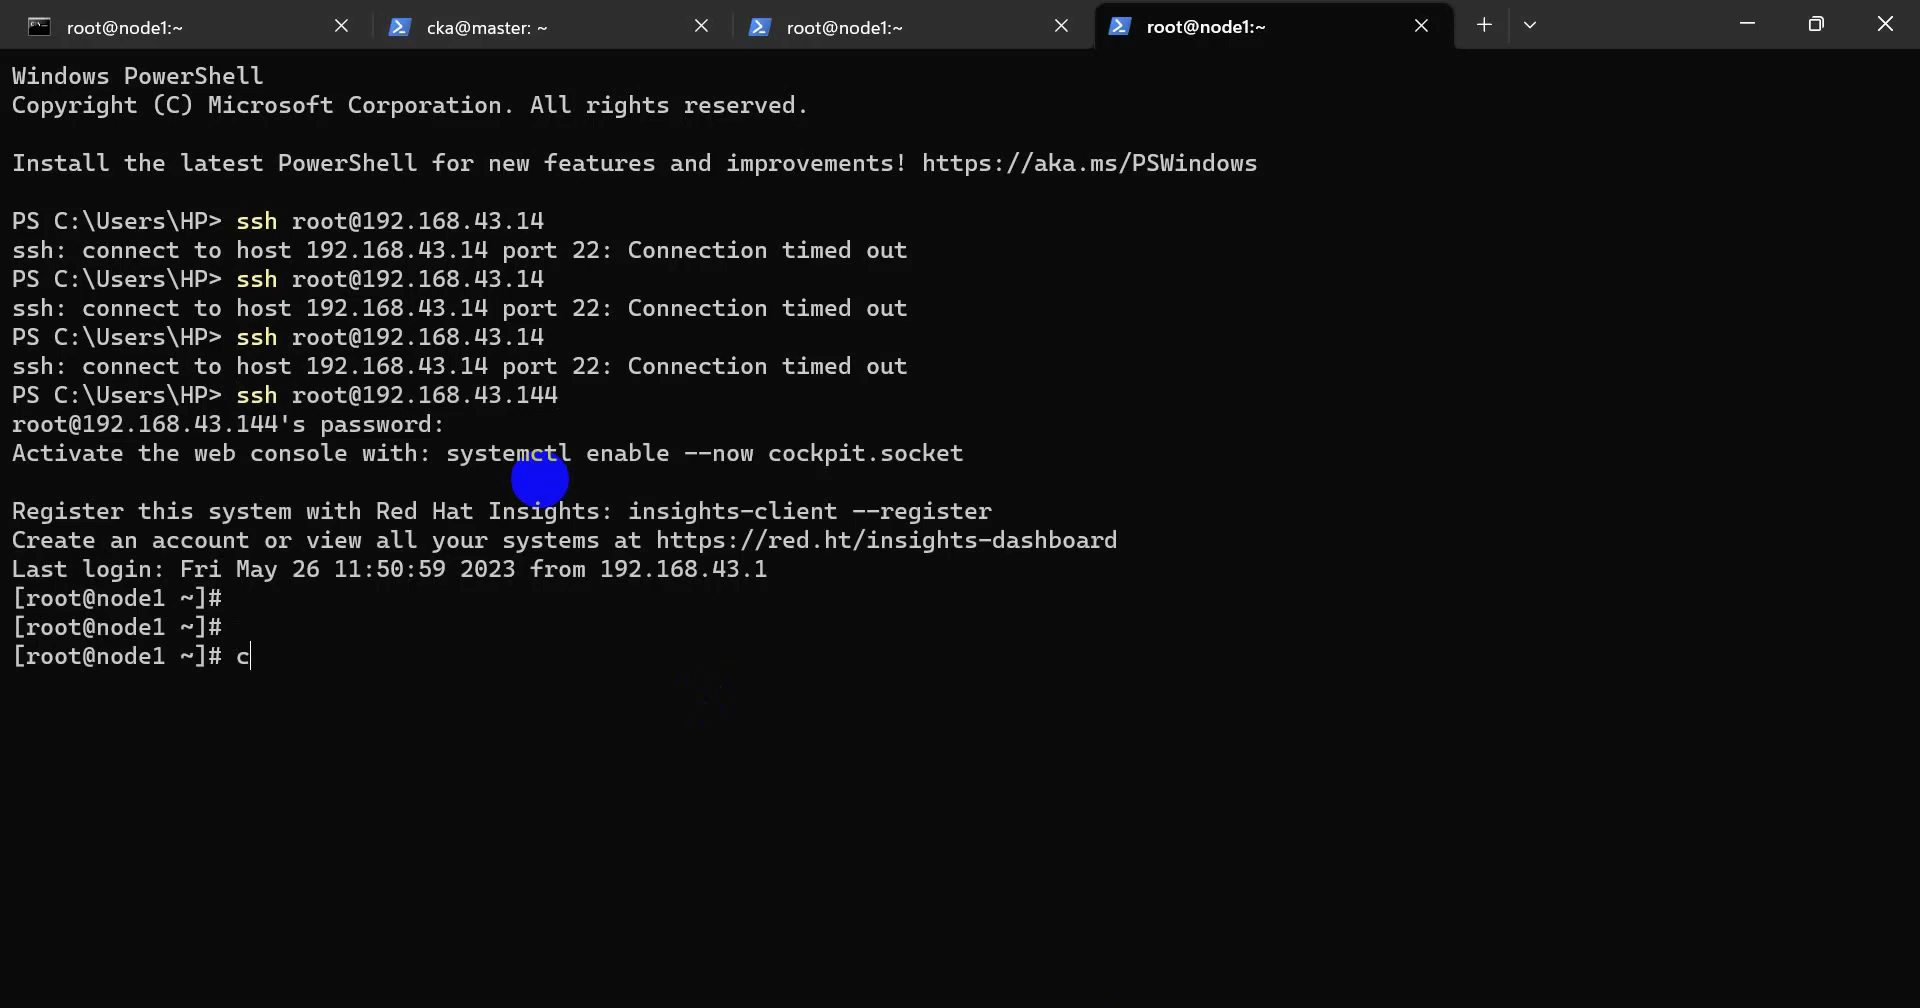 root@node1:~
cka@master: ~
root@node1:~
root@node1:~
Windows PowerShell
Copyright (C) Microsoft Corporation. All rights reserved.
Install the latest PowerShell for new features and improvements! https://aka.ms/PSWindows
PS C:\Users\HP> ssh root@192.168.43.14
ssh: connect to host 192.168.43.14 port 22: Connection timed out
PS C:\Users\HP> ssh root@192.168.43.14
ssh: connect to host 192.168.43.14 port 22: Connection timed out
PS C:\Users\HP> ssh root@192.168.43.14
ssh: connect to host 192.168.43.14 port 22: Connection timed out
PS C:\Users\HP> ssh root@192.168.43.144
root@192.168.43.144's password:
Activate the web console with: systemctl enable --now cockpit.socket
Register this system with Red Hat Insights: insights-client --register
Create an account or view all your systems at https://red.ht/insights-dashboard
Last login: Fri May 26 11:50:59 2023 from 192.168.43.1
[root@node1 ~]#
[root@node1 ~]#
[root@node1 ~]# c